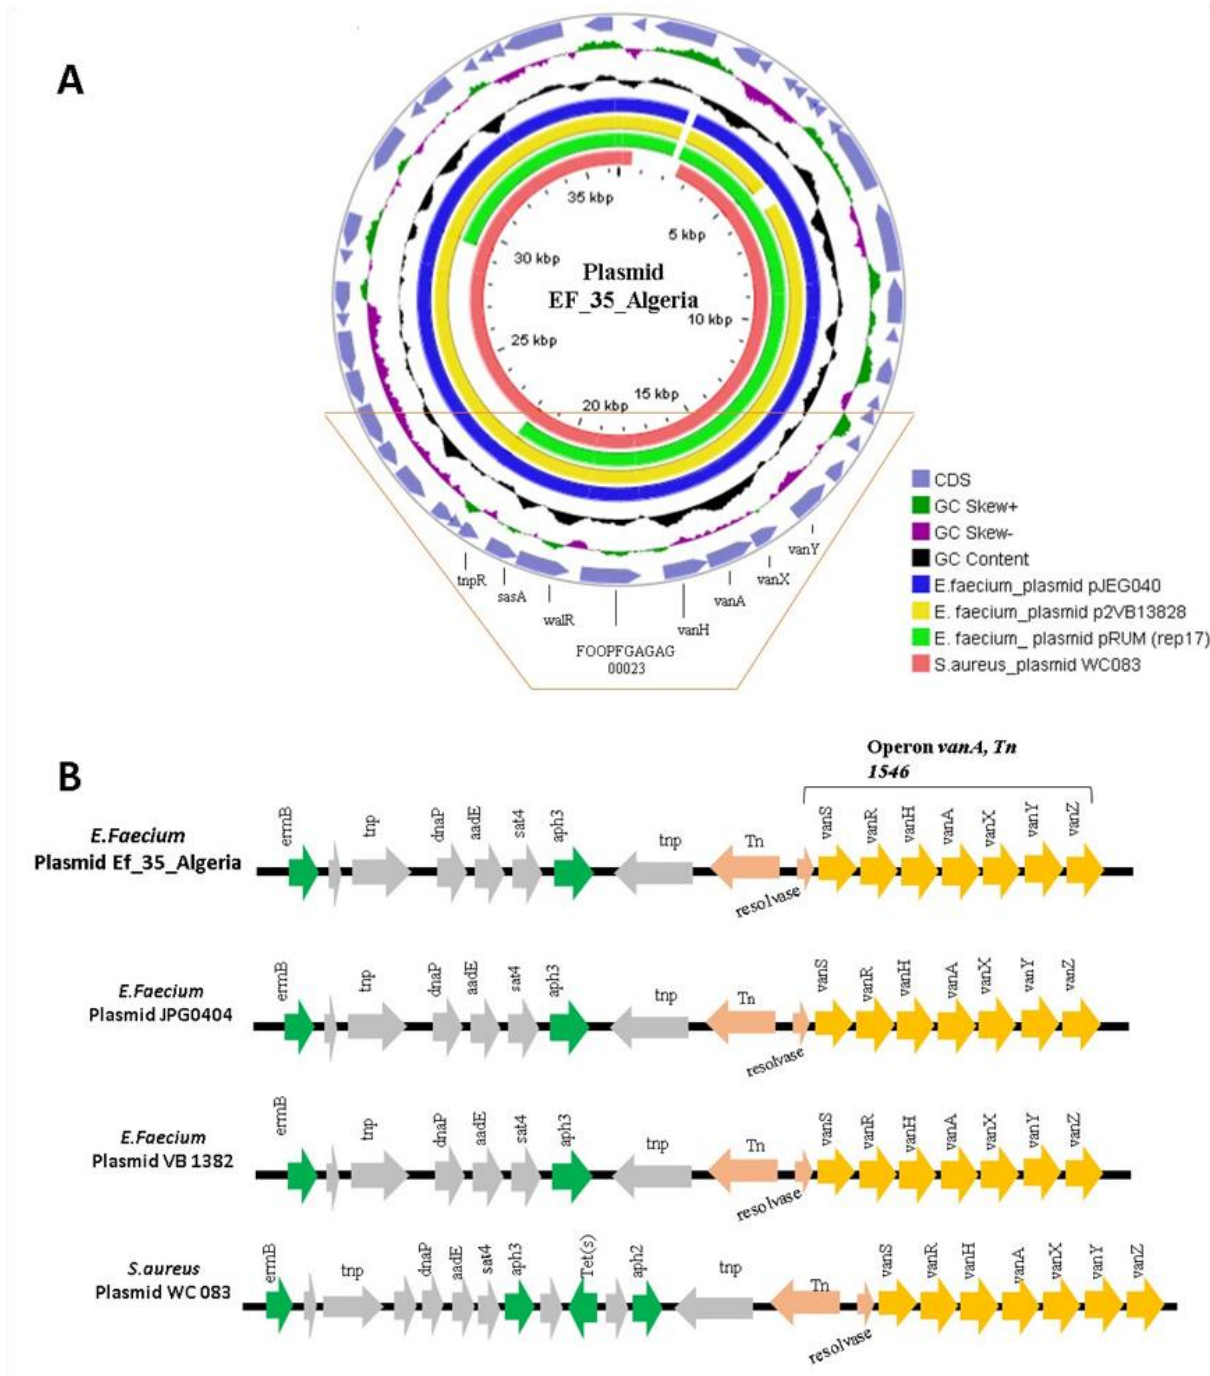 A
35 kbp
5 kbp
30 kbp
Plasmid
EF_35_Algeria
10 kbp
25 kbp
15 kbp
20 kbp
CDS
GC Skew+
GC Skew-
GC Content
E.faecium_plasmid pJEG040
E. faecium_plasmid p2VB13828
E. faecium_ plasmid pRUM (rep17)
S.aureus_plasmid WC083
vanY
vanX
vanA
vanH
tnpR
sasA
walR
FOOPFGAGAG
00023
B
Operon vanA, Tn
1546
E.Faecium
Plasmid Ef_35_Algeria
ermB tnp dnaP aadE sat4 aph3 tnp Tn resolvase vanS vanR vanH vanA vanX vanY vanZ
E.Faecium
Plasmid JPG0404
ermB tnp dnaP aadE sat4 aph3 tnp Tn resolvase vanS vanR vanH vanA vanX vanY vanZ
E.Faecium
Plasmid VB 1382
ermB tnp dnaP aadE sat4 aph3 tnp Tn resolvase vanS vanR vanH vanA vanX vanY vanZ
S.aureus
Plasmid WC 083
ermB tnp dnaP aadE sat4 aph3 Tet(s) aph2 tnp Tn resolvase vanS vanR vanH vanA vanX vanY vanZ